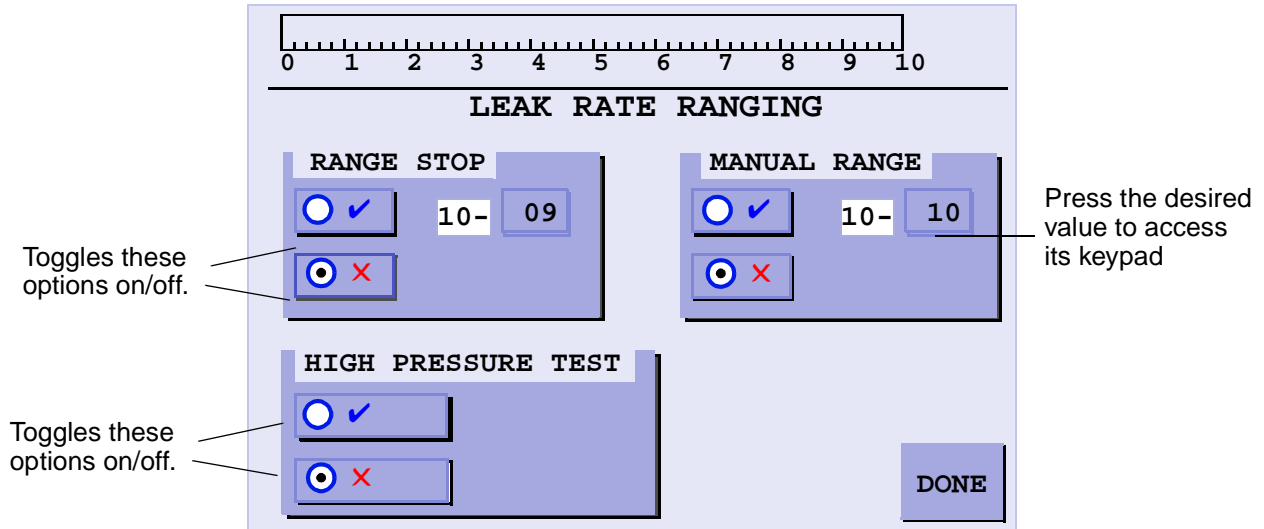 0 1 2 3 4 5 6 7 8 9 10
LEAK RATE RANGING
RANGE STOP
✔ 10- 09
✗
Toggles these
options on/off.
MANUAL RANGE
✔ 10- 10
✗
Press the desired
value to access
its keypad
HIGH PRESSURE TEST
✔
✗
Toggles these
options on/off.
DONE